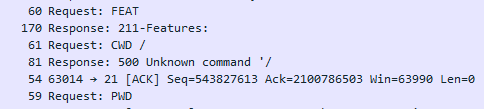 60 Request: FEAT
170 Response: 211-Features:
61 Request: CWD /
81 Response: 500 Unknown command '/
54 63014 → 21 [ACK] Seq=543827613 Ack=2100786503 Win=63990 Len=0
59 Request: PWD